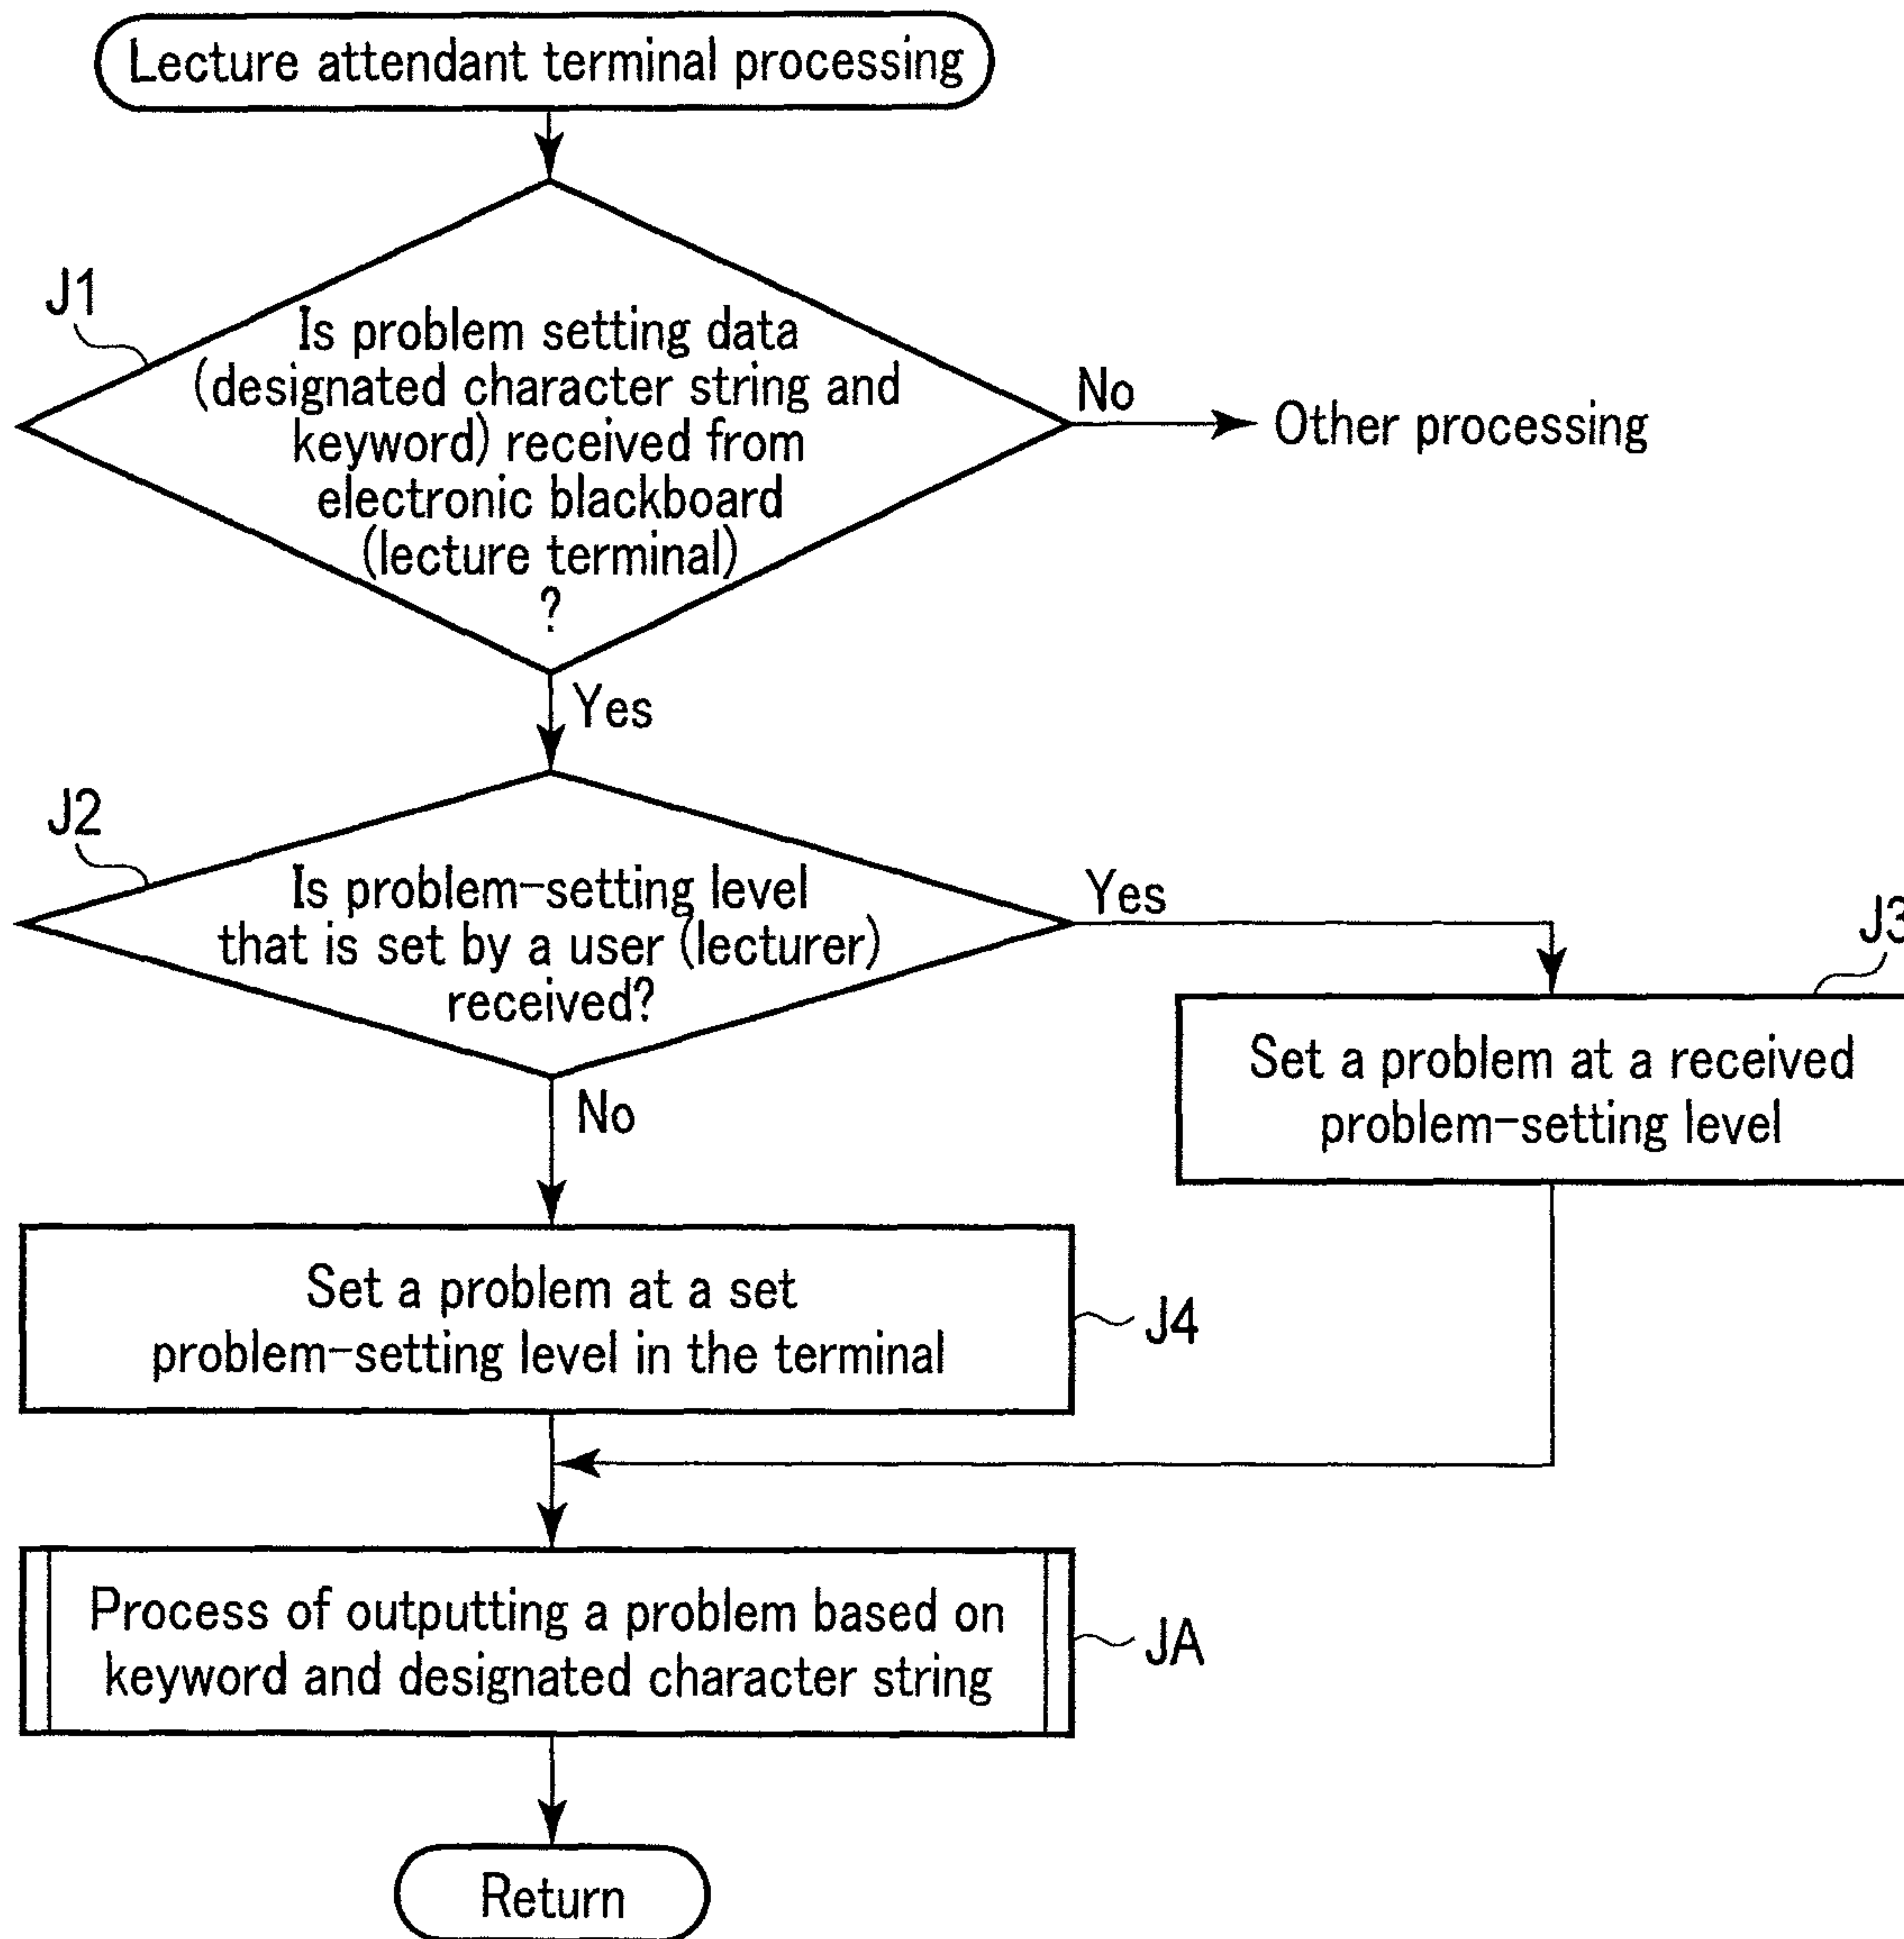 Lecture attendant terminal processing
J1
Is problem setting data
(designated character string and
keyword) received from
electronic blackboard
(lecture terminal)
?
No
Other processing
Yes
J2
Is problem-setting level
that is set by a user (lecturer)
received?
Yes
J3
Set a problem at a received
problem-setting level
No
Set a problem at a set
problem-setting level in the terminal
J4
Process of outputting a problem based on
keyword and designated character string
JA
Return